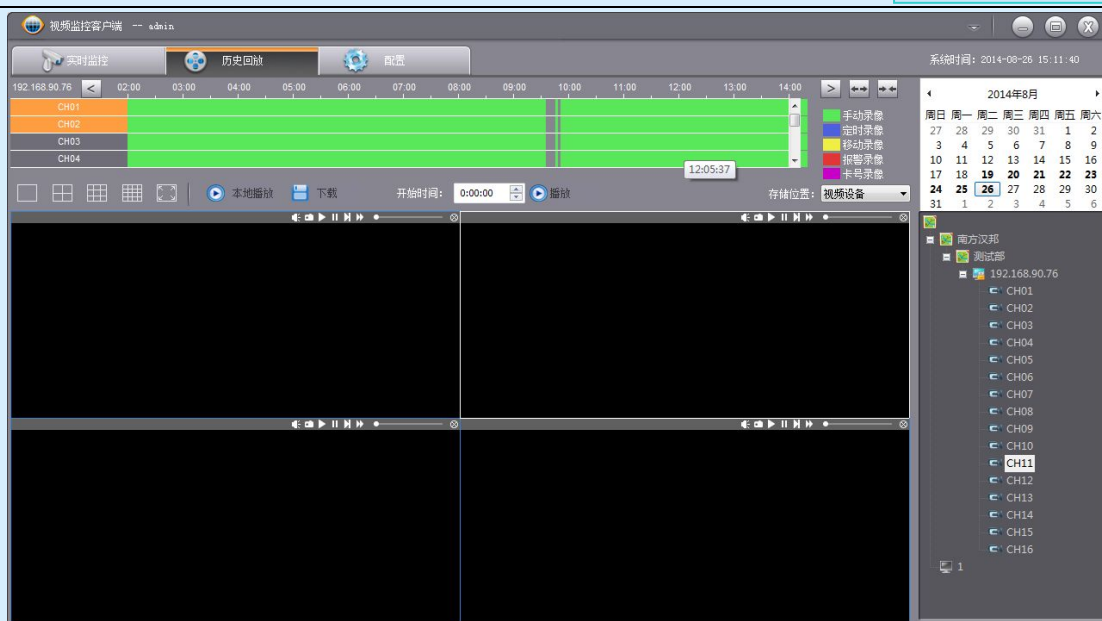 视频监控客户端 -- admin
实时监控 历史回放 配置 系统时间：2014-08-26 15:11:40
192.168.90.76 < 02:00 03:00 04:00 05:00 06:00 07:00 08:00 09:00 10:00 11:00 12:00 13:00 14:00 >
CH01
CH02
CH03
CH04
12:05:37
手动录像
定时录像
移动录像
报警录像
卡号录像
本地播放 下载 开始时间： 0:00:00 播放 存储位置： 视频设备
2014年8月
周日 周一 周二 周三 周四 周五 周六
27 28 29 30 31 1 2
3 4 5 6 7 8 9
10 11 12 13 14 15 16
17 18 19 20 21 22 23
24 25 26 27 28 29 30
31 1 2 3 4 5 6
南方汉邦
测试部
192.168.90.76
CH01
CH02
CH03
CH04
CH05
CH06
CH07
CH08
CH09
CH10
CH11
CH12
CH13
CH14
CH15
CH16
1